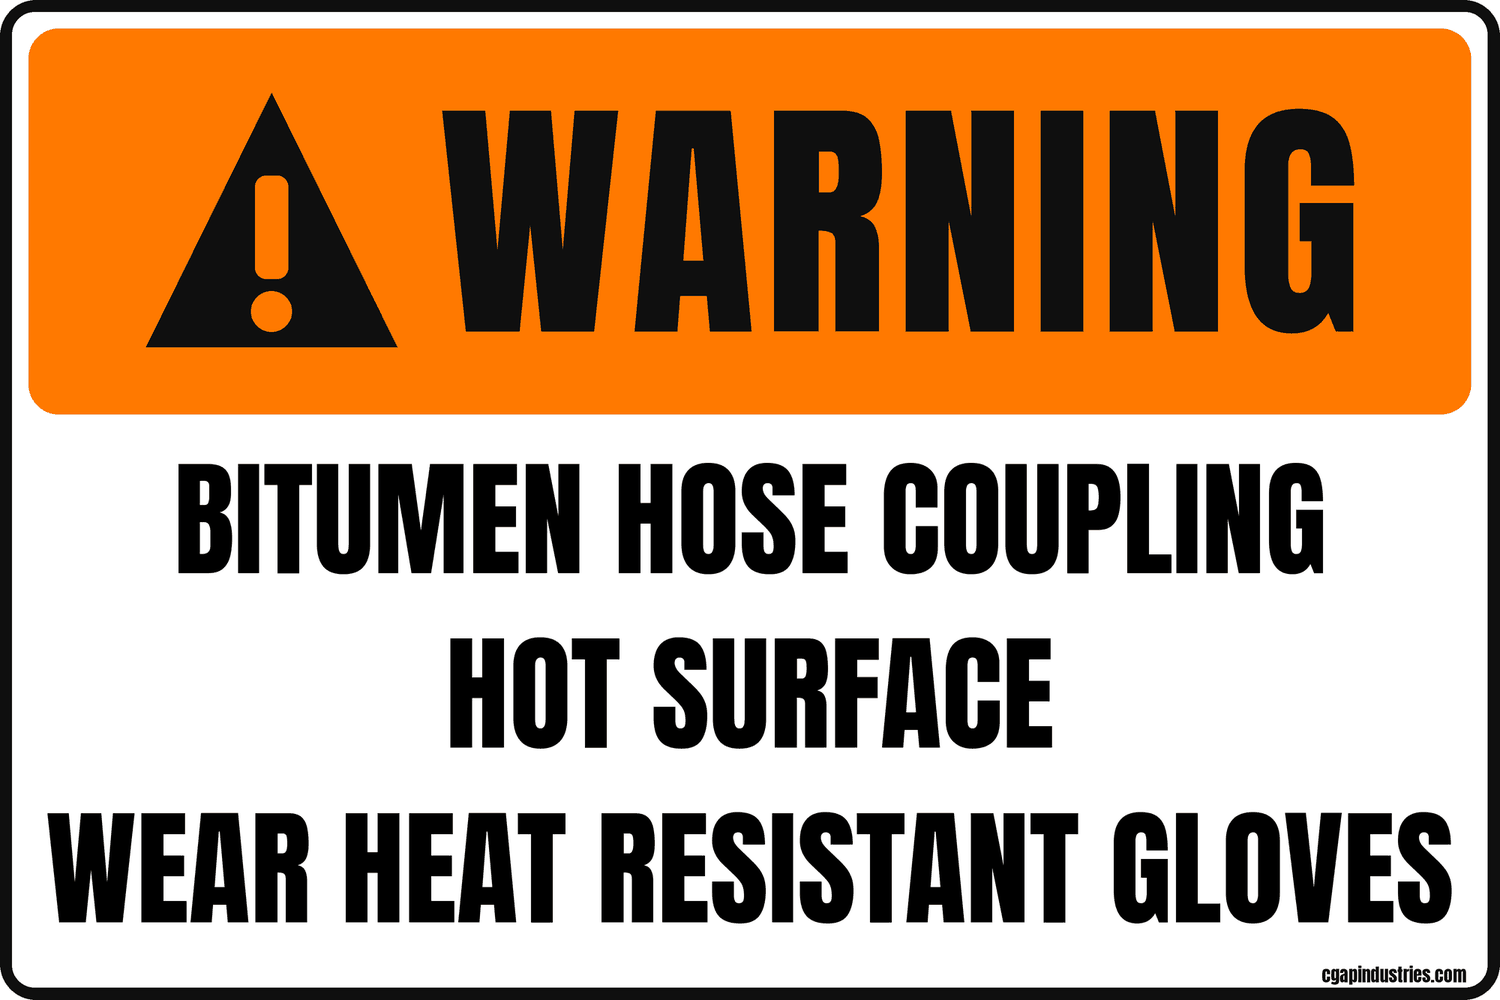 WARNING
BITUMEN HOSE COUPLING
HOT SURFACE
WEAR HEAT RESISTANT GLOVES
cgapindustries.com